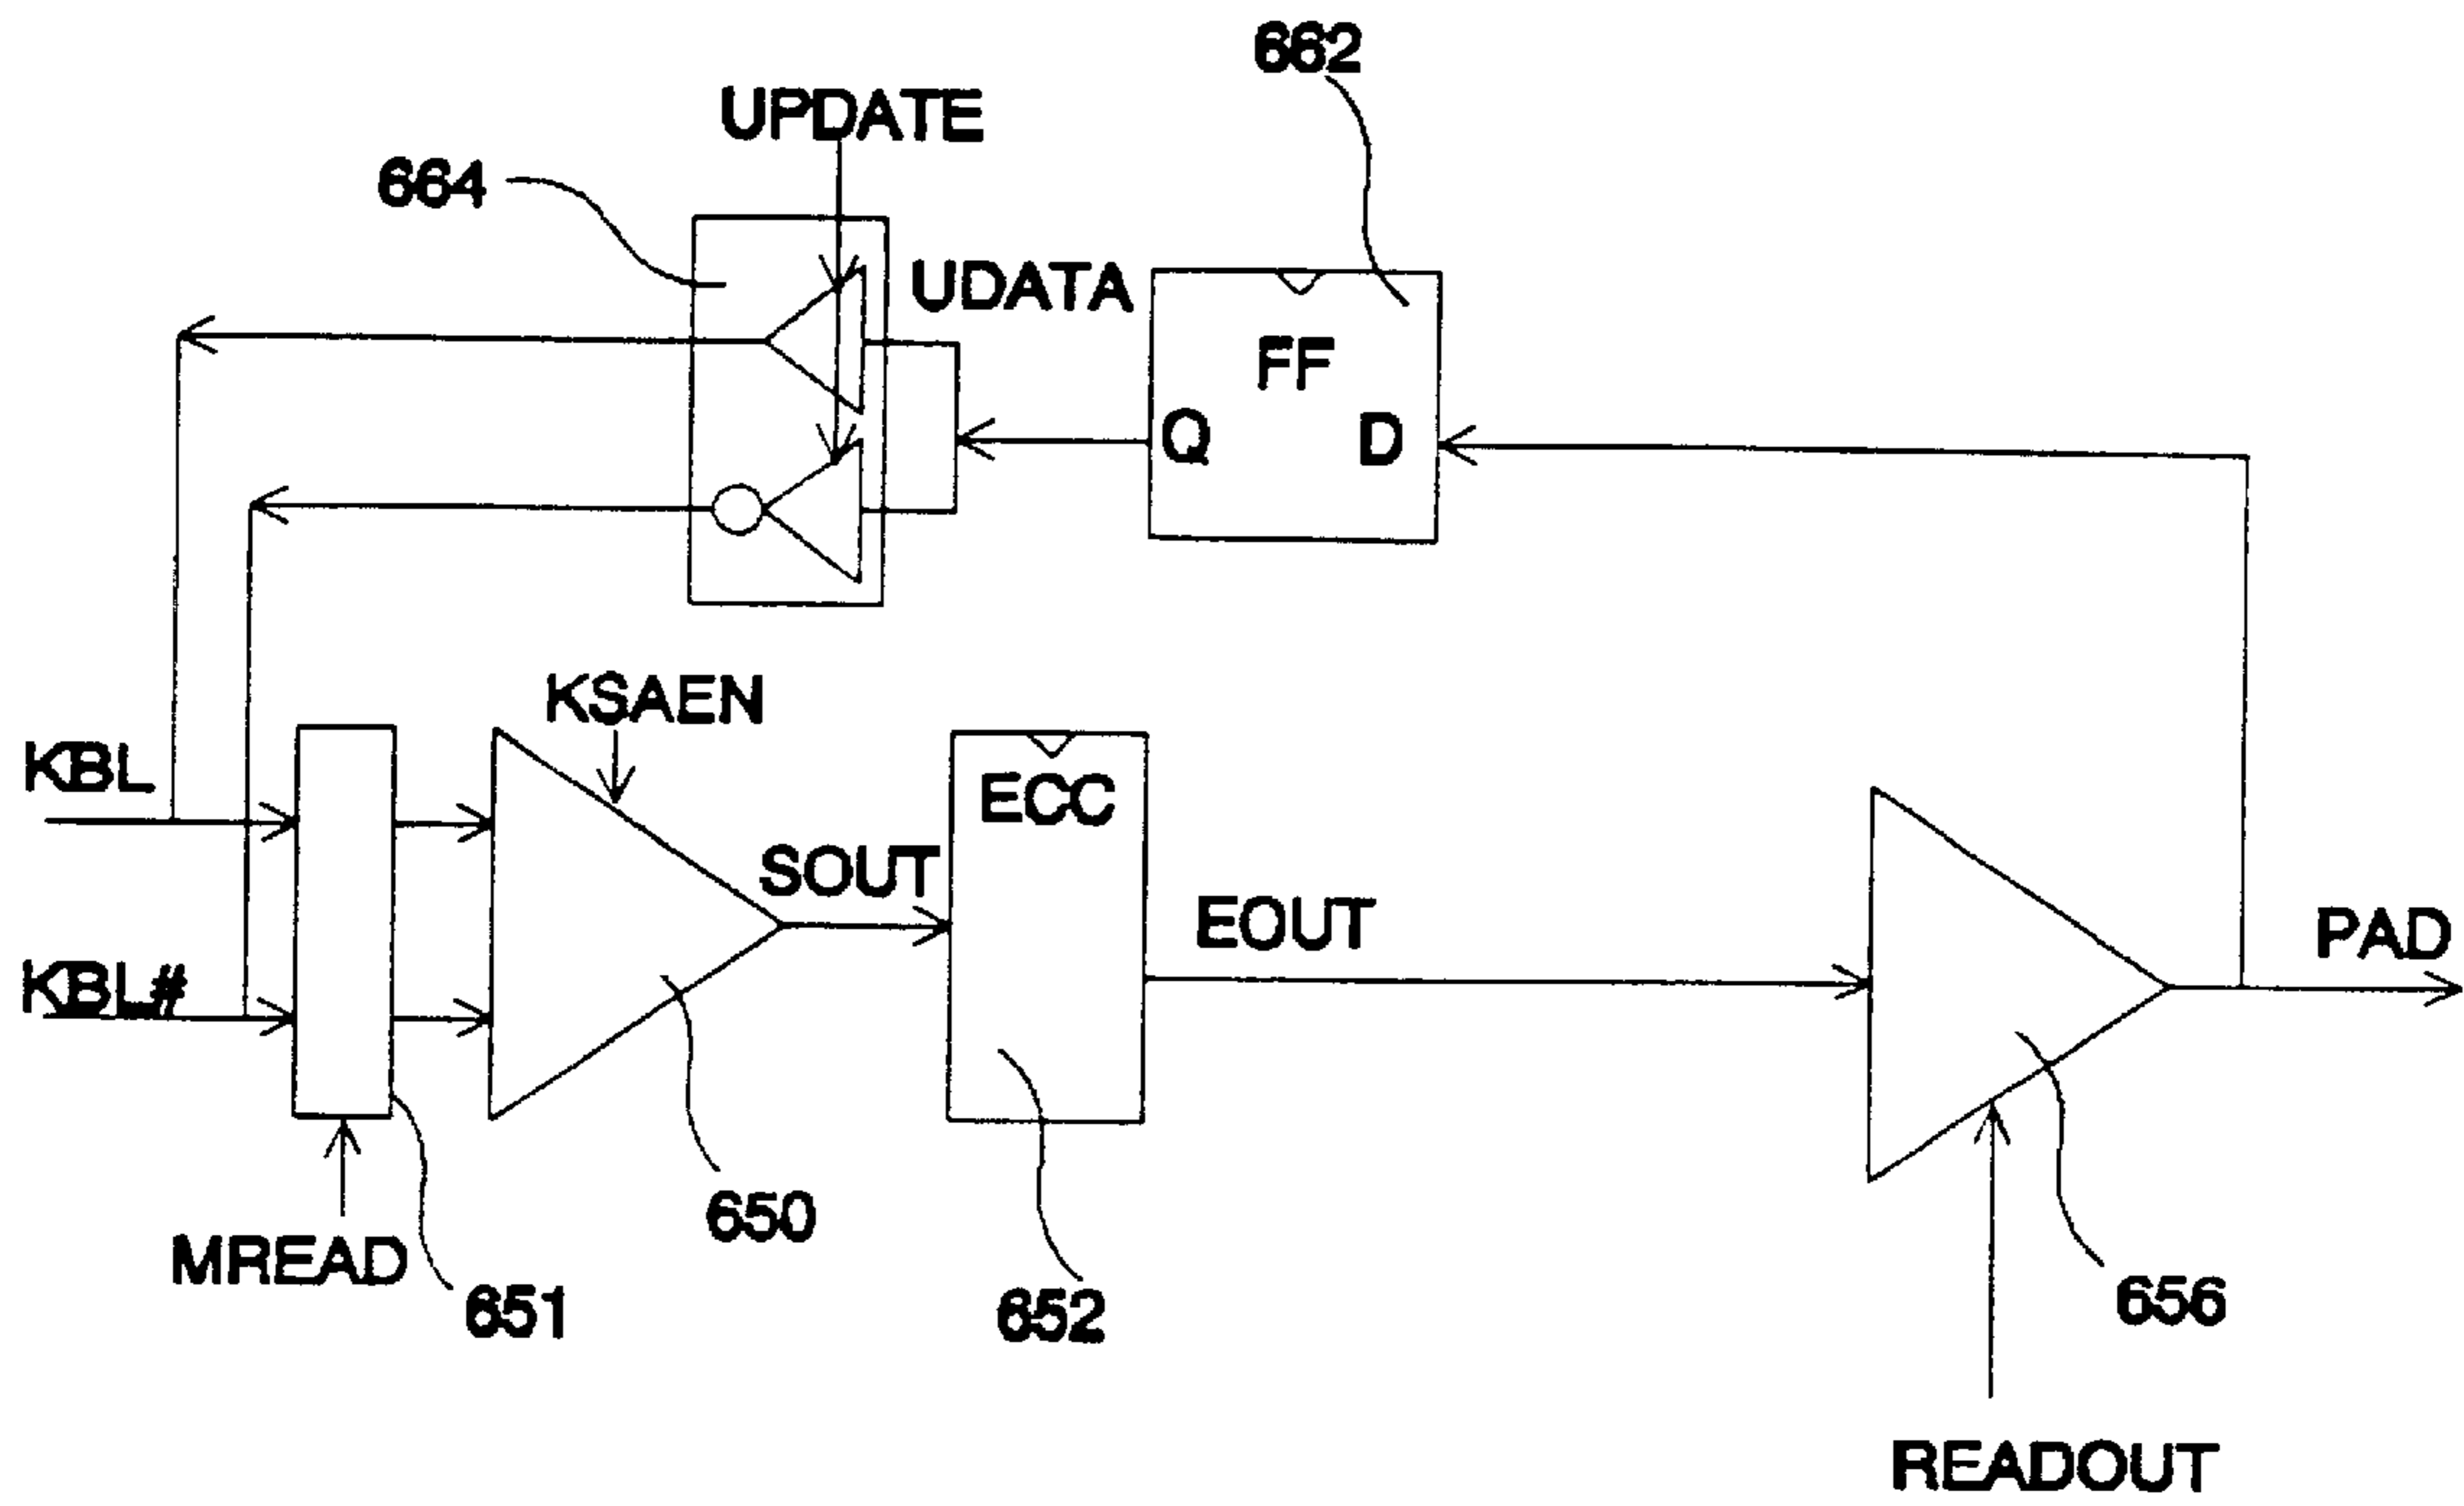 662
UPDATE
664
UDATA
FF
Q
D
KSAEN
KBL
ECC
SOUT
EOUT
PAD
KBL#
650
MREAD
651
652
656
READOUT